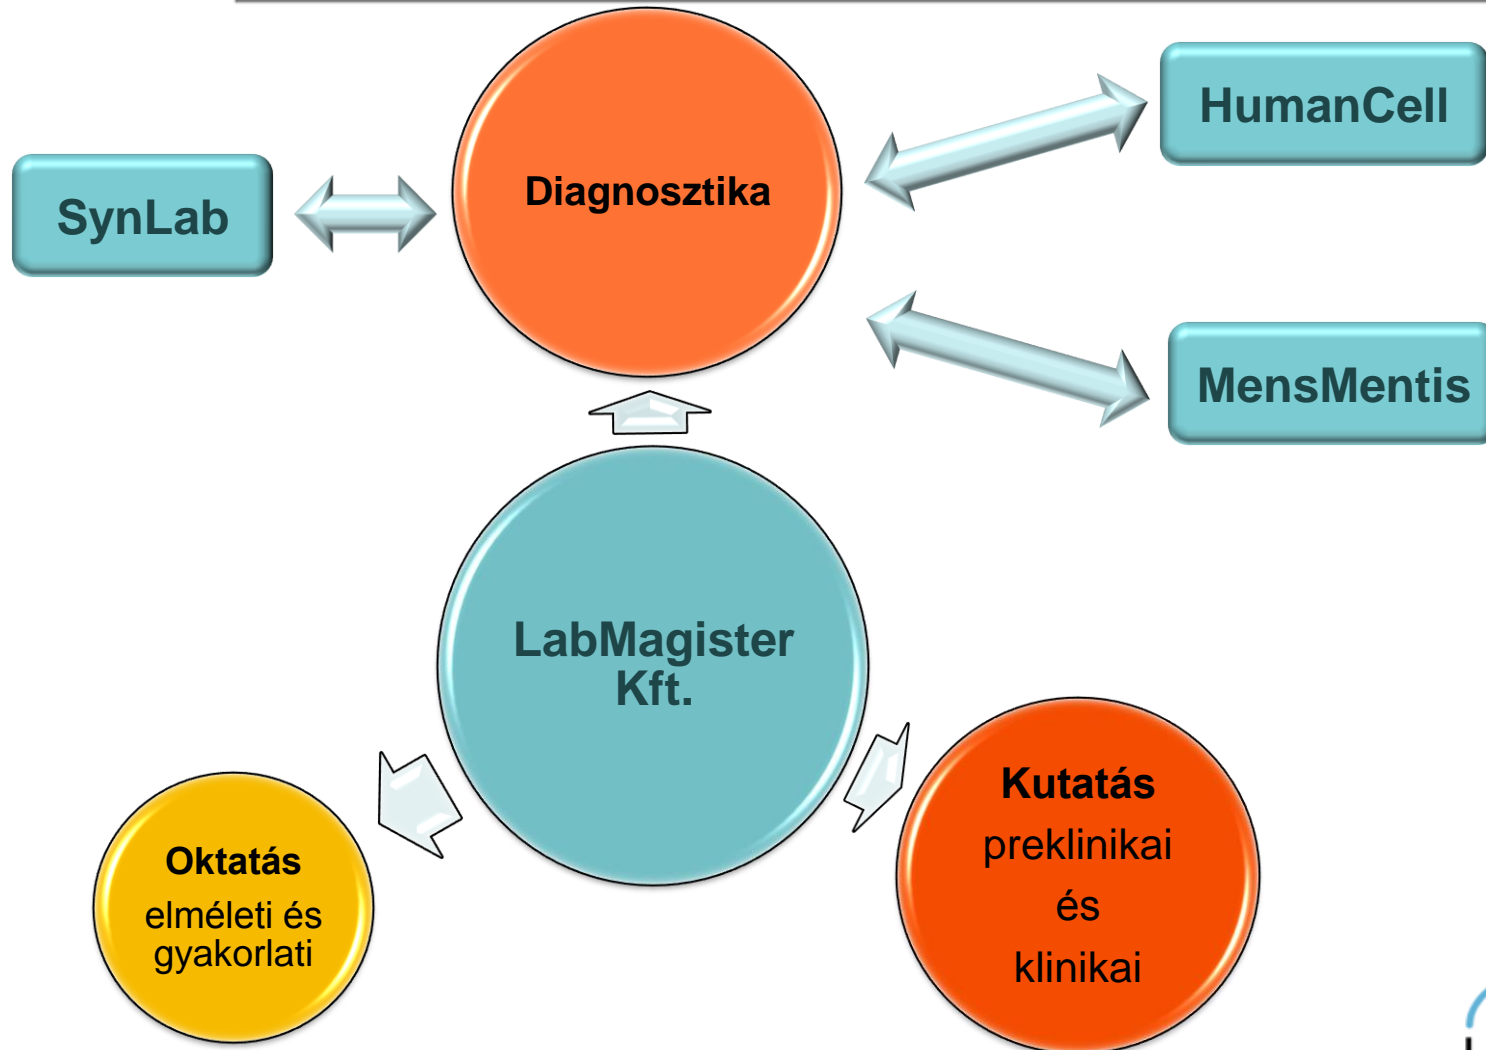 Diagnosztika
HumanCell
SynLab
MensMentis
LabMagister
Kft.
Oktatás
elméleti és
gyakorlati
Kutatás
preklinikai
és
klinikai